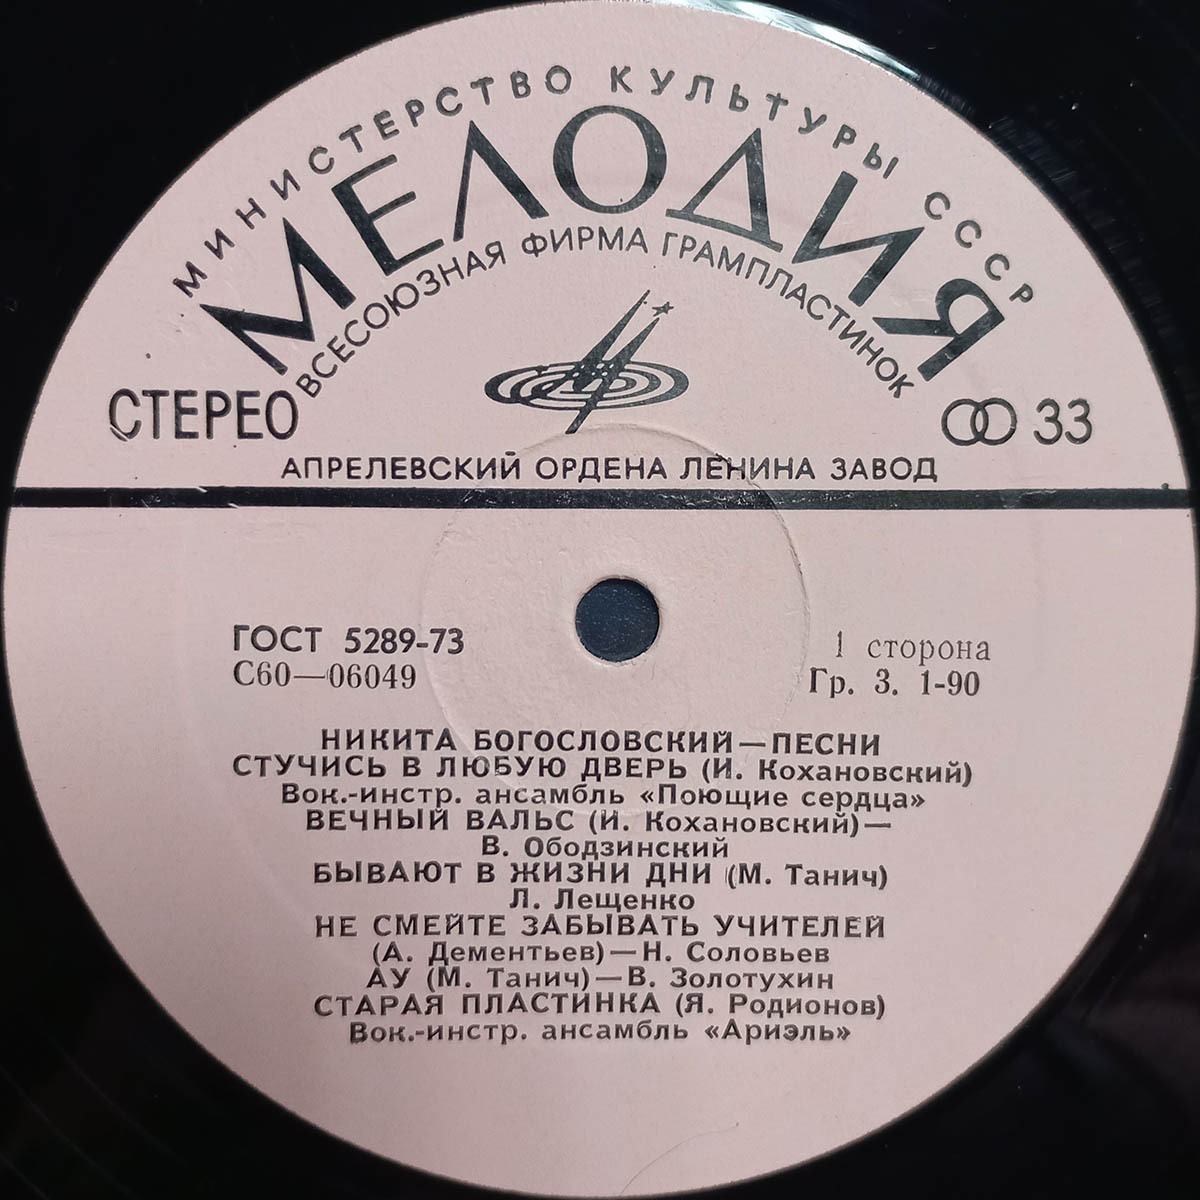 МИНИСТЕРСТВО КУЛЬТУРЫ СССР
МЕЛОДИЯ
ВСЕСОЮЗНАЯ ФИРМА ГРАМПЛАСТИНОК
СТЕРЕО
33
АПРЕЛЕВСКИЙ ОРДЕНА ЛЕНИНА ЗАВОД
ГОСТ 5289-73
1 сторона
С60—06049
Гр. 3. 1-90
НИКИТА БОГОСЛОВСКИЙ—ПЕСНИ
СТУЧИСЬ В ЛЮБУЮ ДВЕРЬ (И. Кохановский)
Вок.-инстр. ансамбль «Поющие сердца»
ВЕЧНЫЙ ВАЛЬС (И. Кохановский)—
В. Ободзинский
БЫВАЮТ В ЖИЗНИ ДНИ (М. Танич)
Л. Лещенко
НЕ СМЕЙТЕ ЗАБЫВАТЬ УЧИТЕЛЕЙ
(А. Дементьев)—Н. Соловьев
АУ (М. Танич)—В. Золотухин
СТАРАЯ ПЛАСТИНКА (Я. Родионов)
Вок.-инстр. ансамбль «Ариэль»